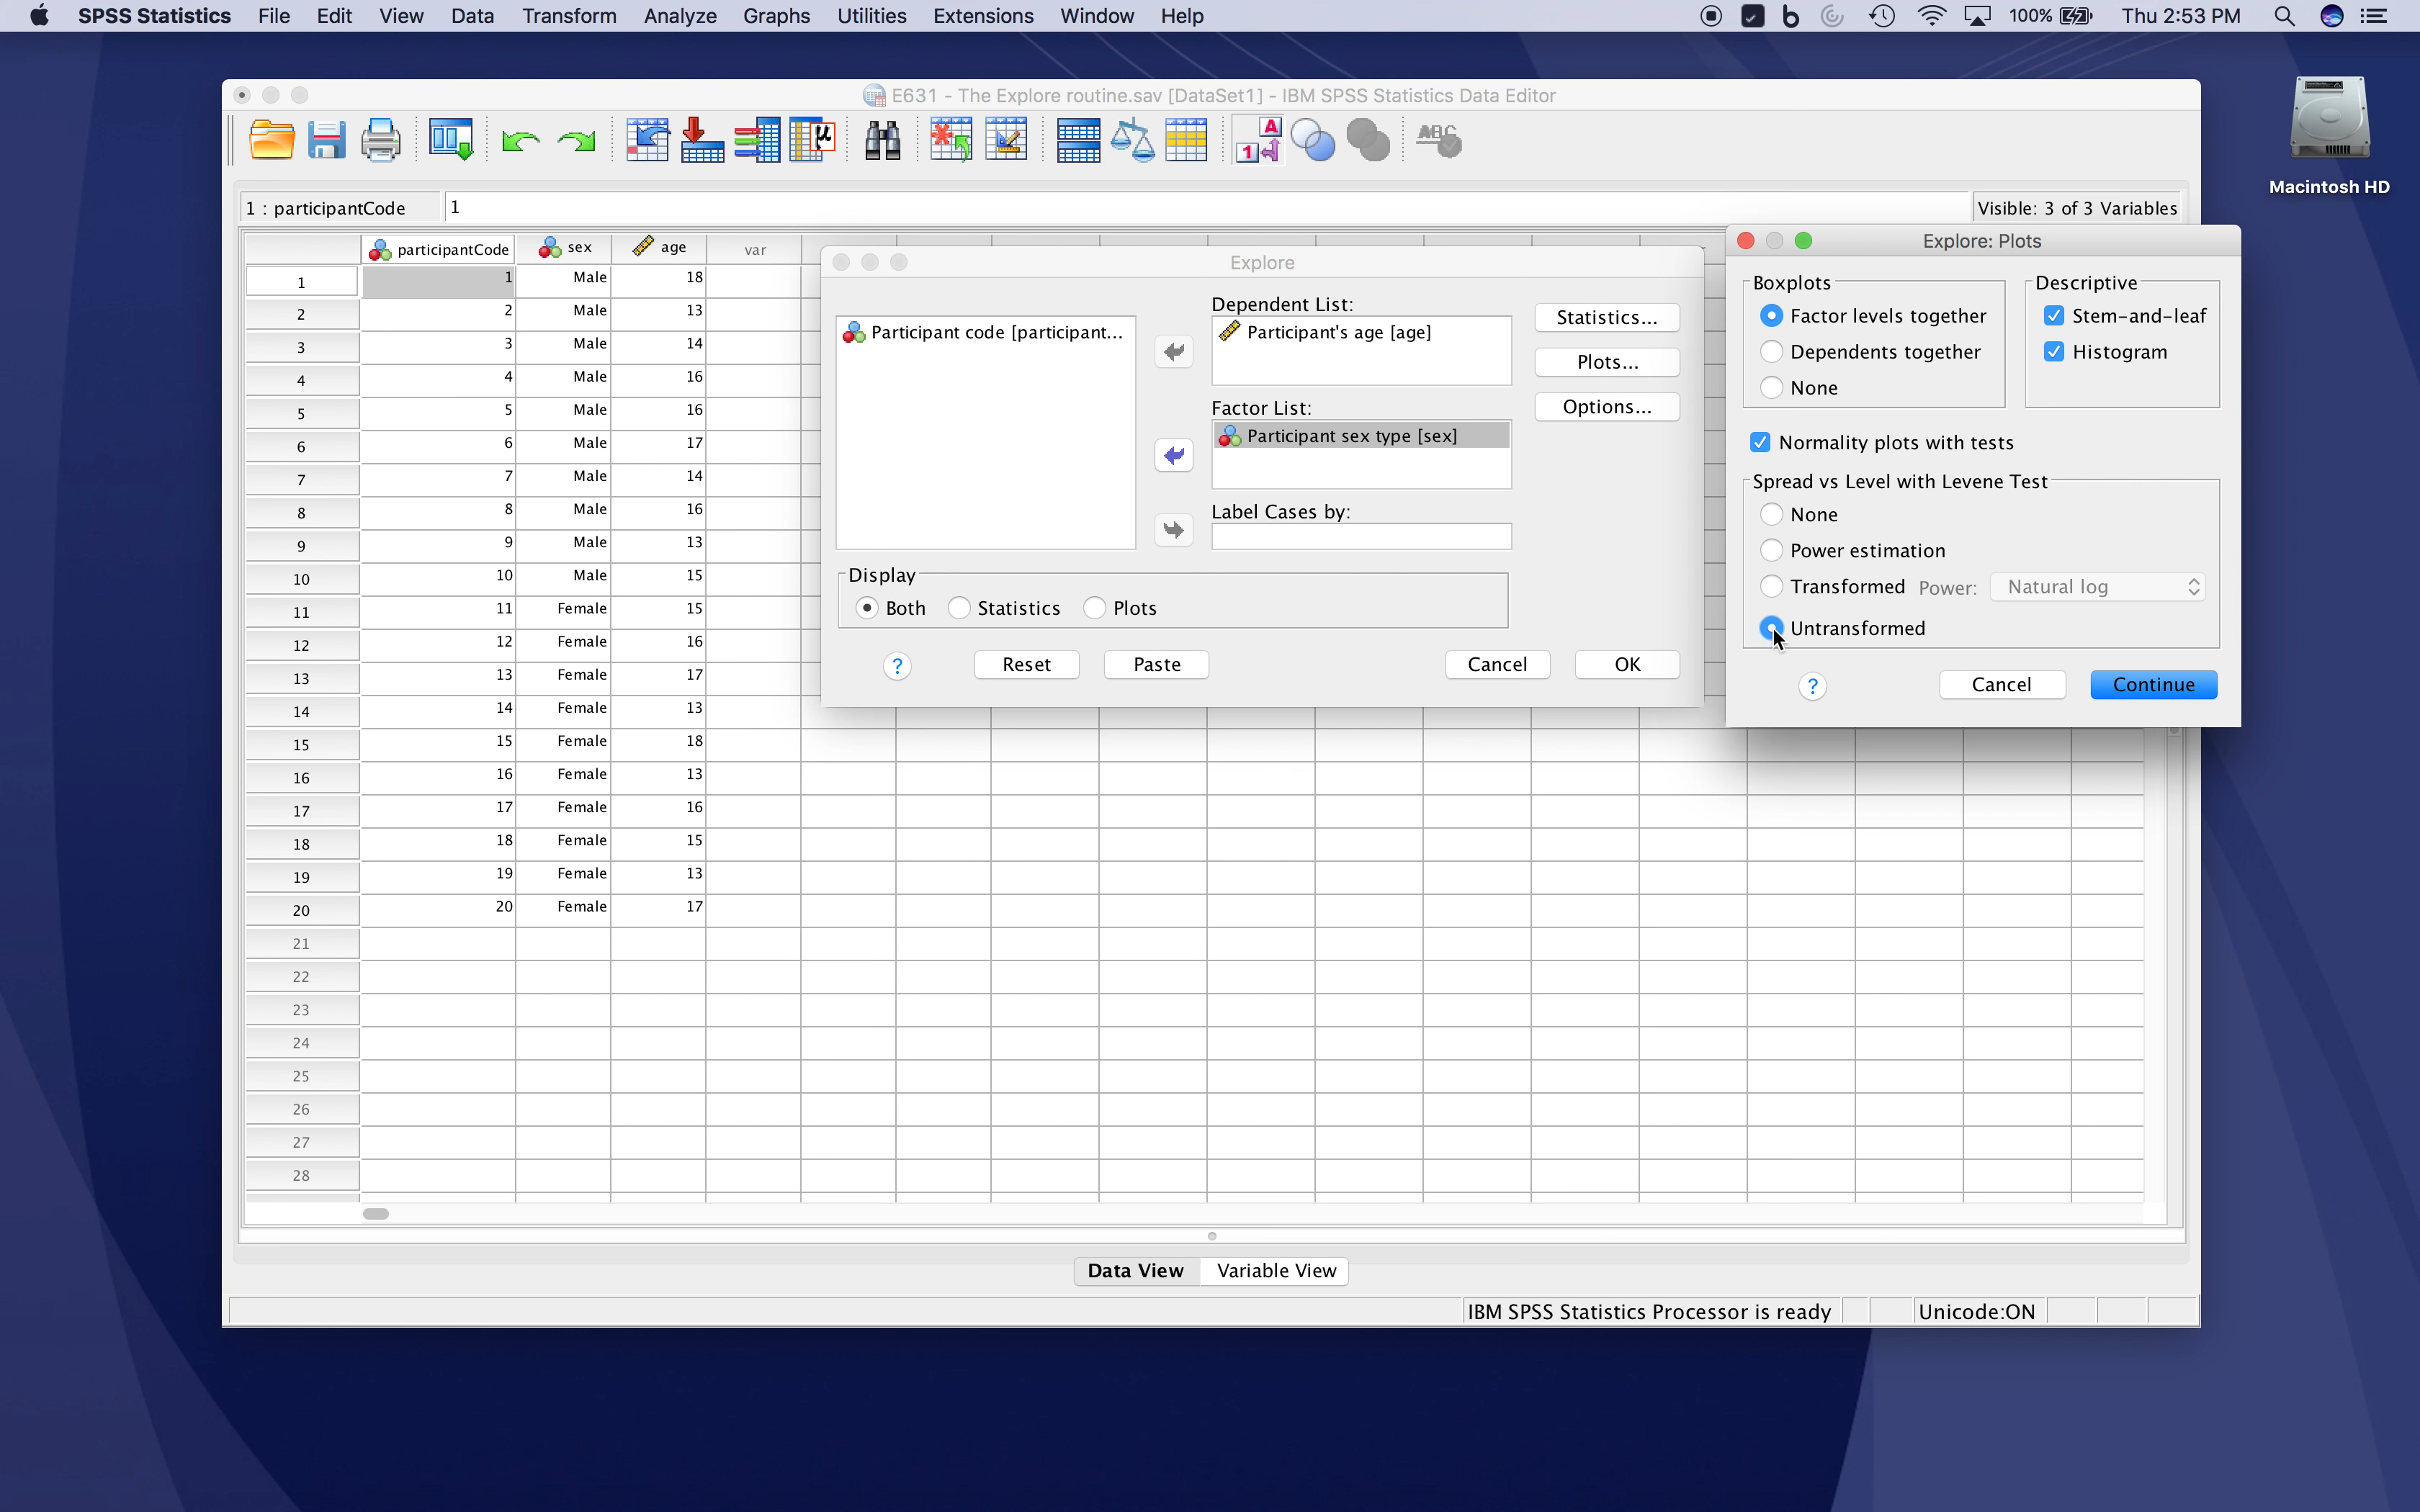 SPSS Statistics File Edit View Data Transform Analyze Graphs Utilities Extensions Window Help 100% Thu 2:53 PM
E631 - The Explore routine.sav [DataSet1] - IBM SPSS Statistics Data Editor
Macintosh HD
1 : participantCode 1 Visible: 3 of 3 Variables
participantCode sex age var
1 1 Male 18
2 2 Male 13
3 3 Male 14
4 4 Male 16
5 5 Male 16
6 6 Male 17
7 7 Male 14
8 8 Male 16
9 9 Male 13
10 10 Male 15
11 11 Female 15
12 12 Female 16
13 13 Female 17
14 14 Female 13
15 15 Female 18
16 16 Female 13
17 17 Female 16
18 18 Female 15
19 19 Female 13
20 20 Female 17
21
22
23
24
25
26
27
28
Explore
Participant code [participant...
Dependent List:
Participant's age [age]
Factor List:
Participant sex type [sex]
Label Cases by:
Statistics...
Plots...
Options...
Display
Both Statistics Plots
? Reset Paste Cancel OK
Explore: Plots
Boxplots
Factor levels together
Dependents together
None
Descriptive
Stem-and-leaf
Histogram
Normality plots with tests
Spread vs Level with Levene Test
None
Power estimation
Transformed Power: Natural log
Untransformed
? Cancel Continue
Data View Variable View
IBM SPSS Statistics Processor is ready Unicode:ON